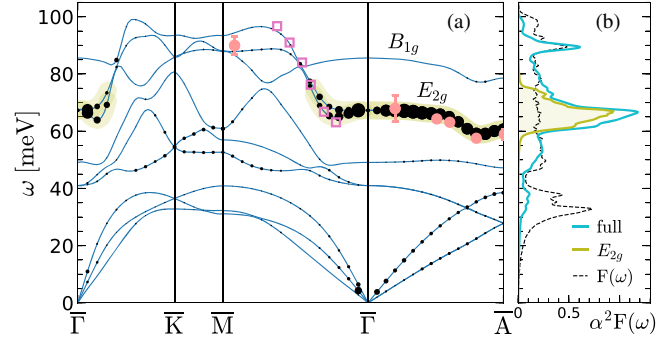 (a)
(b)
100
80
60
40
20
0
ω [meV]
B₁g
E₂g
Γ̅
K̅
M̅
Γ̅
A̅
full
E₂g
F(ω)
0
0.5
α²F(ω)